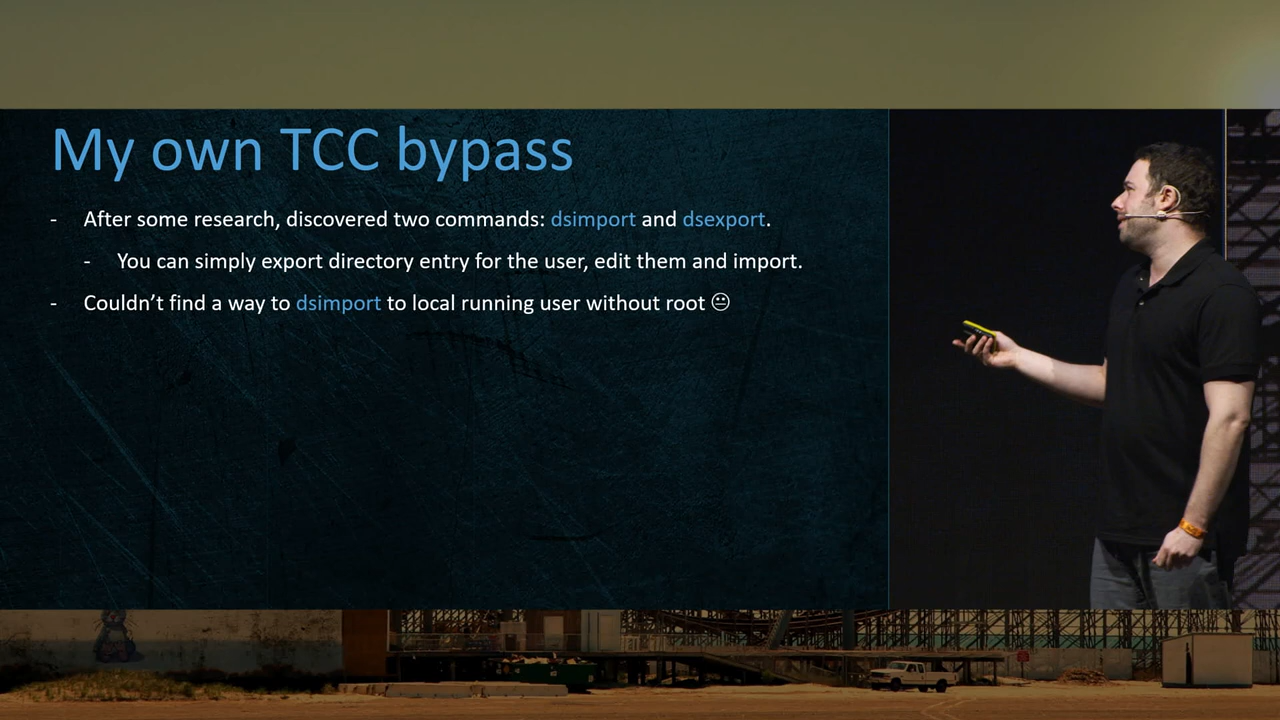 My own TCC bypass
- After some research, discovered two commands: dsimport and dsexport.
- You can simply export directory entry for the user, edit them and import.
- Couldn't find a way to dsimport to local running user without root 😐